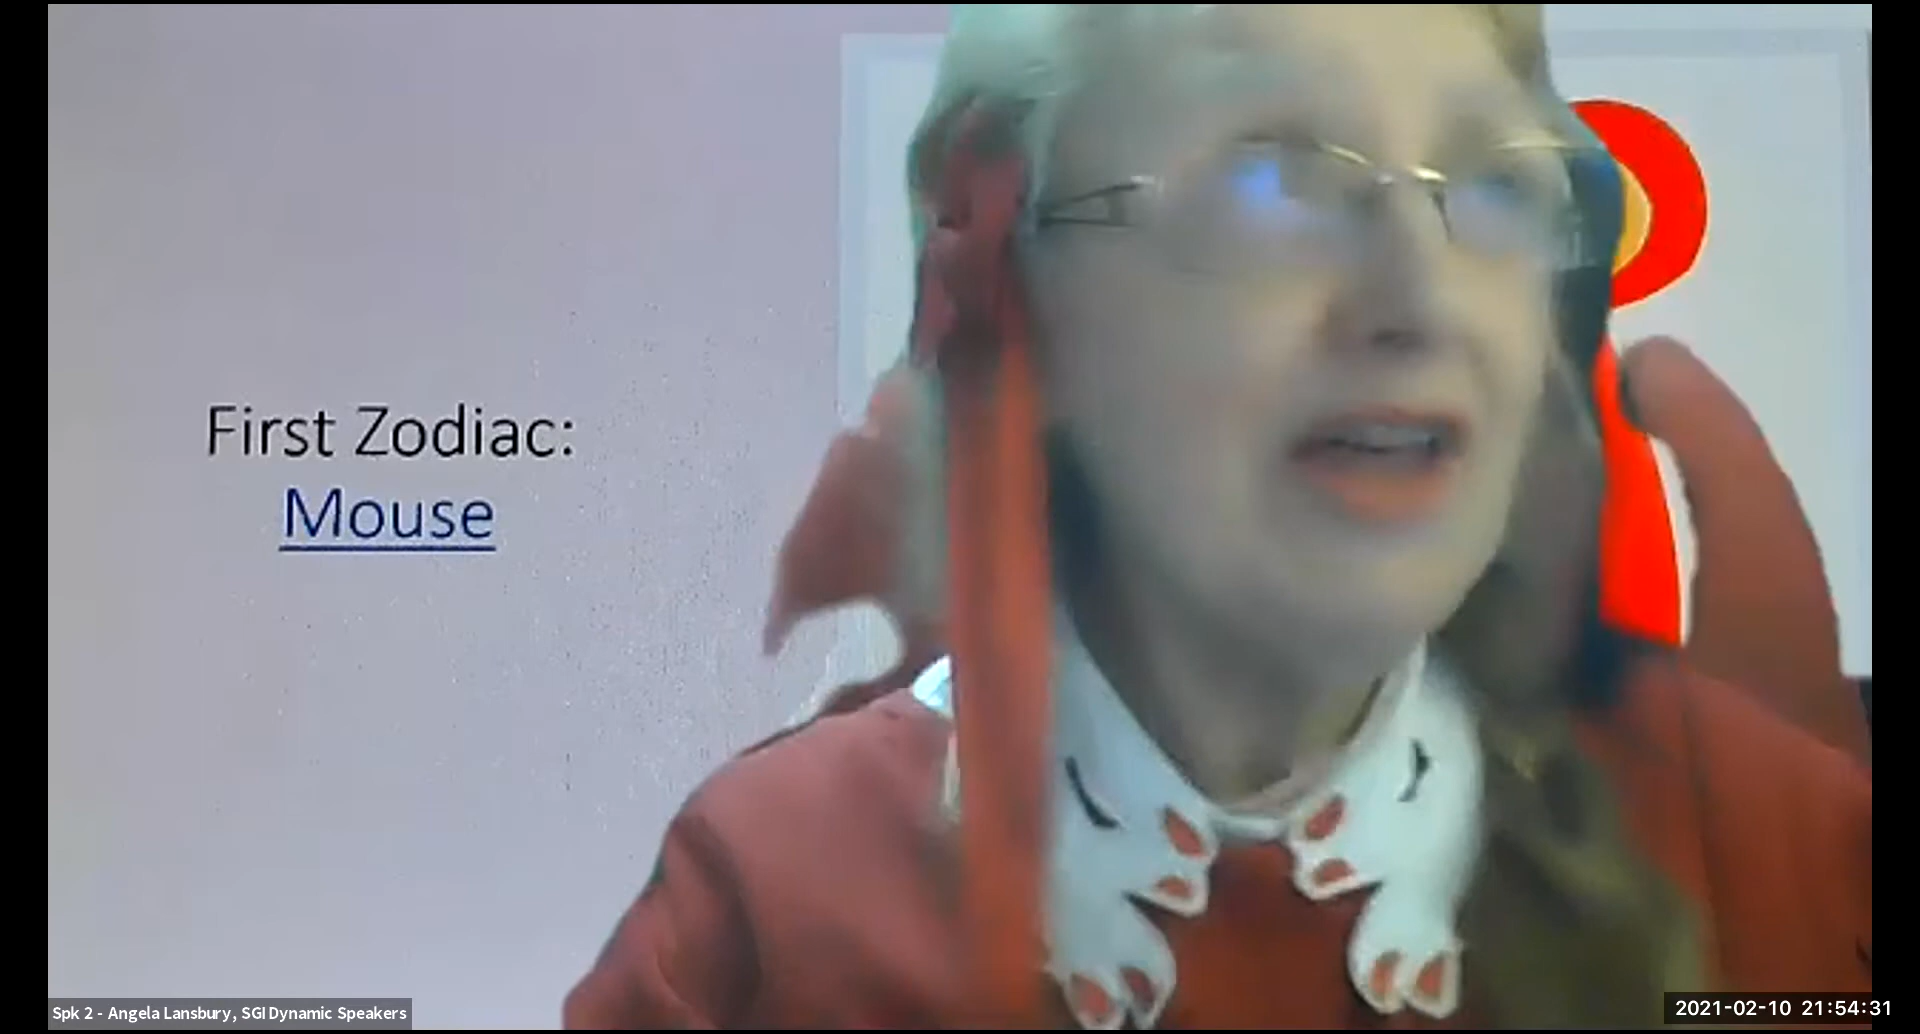 First Zodiac:
Mouse
Spk 2 - Angela Lansbury, SGI Dynamic Speakers
2021-02-10 21:54:31